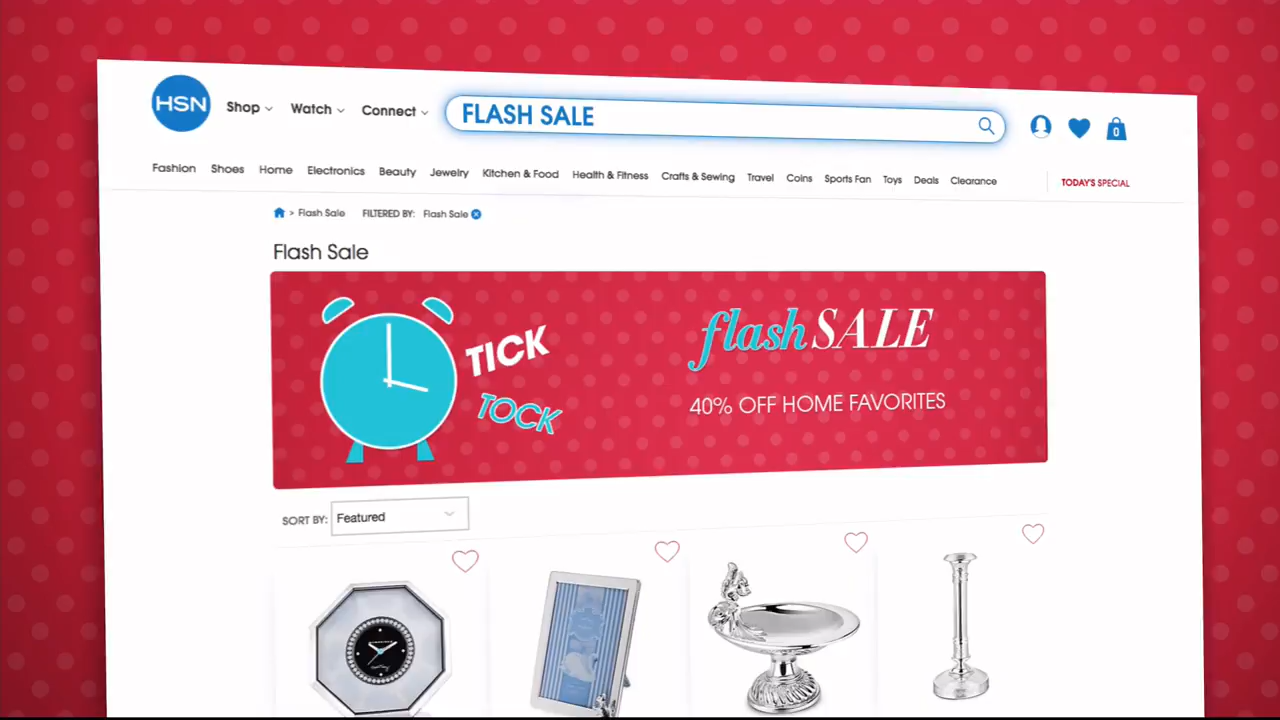 HSN Shop Watch Connect FLASH SALE 0
Fashion Shoes Home Electronics Beauty Jewelry Kitchen & Food Health & Fitness Crafts & Sewing Travel Coins Sports Fan Toys Deals Clearance TODAY'S SPECIAL
> Flash Sale FILTERED BY: Flash Sale
Flash Sale
TICK
TOCK
flash SALE
40% OFF HOME FAVORITES
SORT BY: Featured